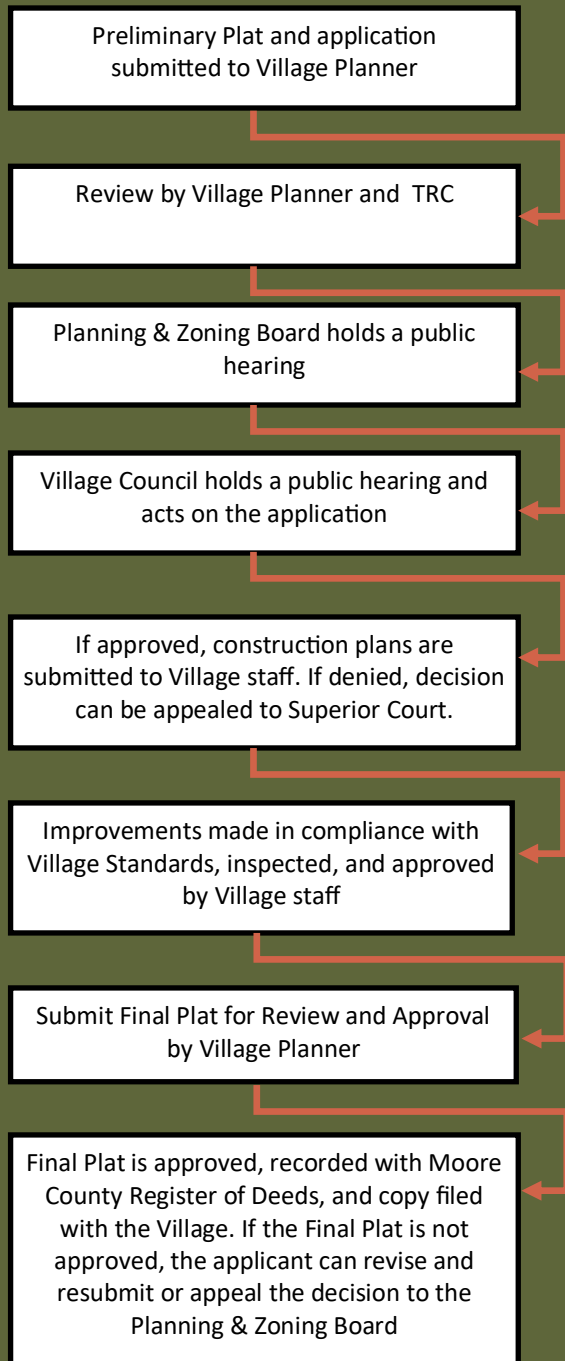 Preliminary Plat and application
submitted to Village Planner
Review by Village Planner and  TRC
Planning & Zoning Board holds a public
hearing
Village Council holds a public hearing and
acts on the application
If approved, construction plans are
submitted to Village staff. If denied, decision
can be appealed to Superior Court.
Improvements made in compliance with
Village Standards, inspected, and approved
by Village staff
Submit Final Plat for Review and Approval
by Village Planner
Final Plat is approved, recorded with Moore
County Register of Deeds, and copy filed
with the Village. If the Final Plat is not
approved, the applicant can revise and
resubmit or appeal the decision to the
Planning & Zoning Board